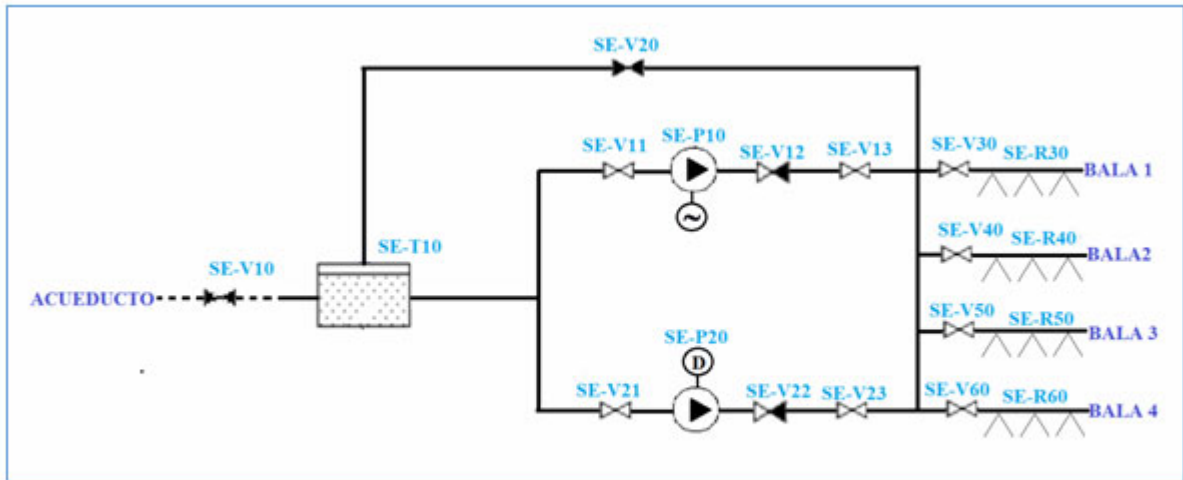 SE-V20
SE-V11
SE-P10
SE-V12
SE-V13
SE-V30
SE-R30
BALA 1
~
SE-V40
SE-R40
BALA2
SE-T10
SE-V10
ACUEDUCTO
SE-V50
SE-R50
BALA 3
SE-P20
D
SE-V21
SE-V22
SE-V23
SE-V60
SE-R60
BALA 4